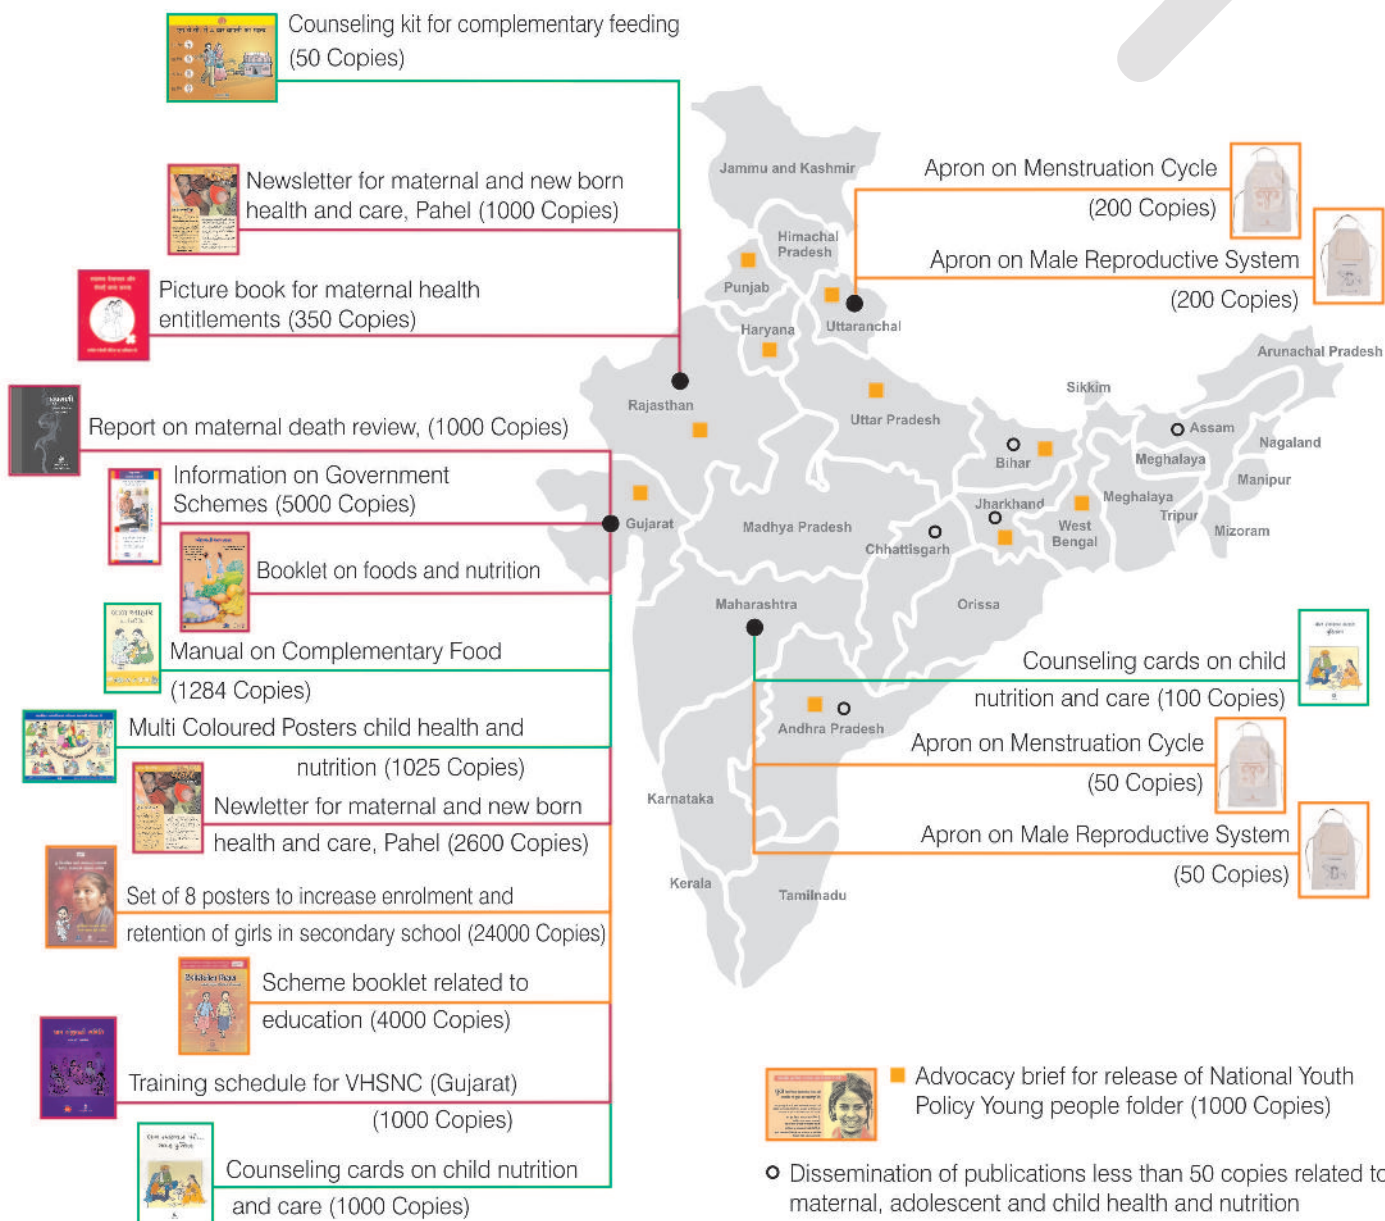 Counseling kit for complementary feeding
(50 Copies)
Newsletter for maternal and new born
health and care, Pahel (1000 Copies)
Picture book for maternal health
entitlements (350 Copies)
Report on maternal death review, (1000 Copies)
Information on Government
Schemes (5000 Copies)
Booklet on foods and nutrition
Manual on Complementary Food
(1284 Copies)
Multi Coloured Posters child health and
nutrition (1025 Copies)
Newletter for maternal and new born
health and care, Pahel (2600 Copies)
Set of 8 posters to increase enrolment and
retention of girls in secondary school (24000 Copies)
Scheme booklet related to
education (4000 Copies)
Training schedule for VHSNC (Gujarat)
(1000 Copies)
Counseling cards on child nutrition
and care (1000 Copies)
Jammu and Kashmir
Himachal
Pradesh
Punjab
Haryana
Uttaranchal
Rajasthan
Uttar Pradesh
Sikkim
Arunachal Pradesh
Assam
Nagaland
Meghalaya
Manipur
Bihar
Jharkhand
Meghalaya
Tripur
Mizoram
West
Bengal
Gujarat
Madhya Pradesh
Chhattisgarh
Maharashtra
Orissa
Andhra Pradesh
Karnataka
Kerala
Tamilnadu
Apron on Menstruation Cycle
(200 Copies)
Apron on Male Reproductive System
(200 Copies)
Counseling cards on child
nutrition and care (100 Copies)
Apron on Menstruation Cycle
(50 Copies)
Apron on Male Reproductive System
(50 Copies)
Advocacy brief for release of National Youth
Policy Young people folder (1000 Copies)
Dissemination of publications less than 50 copies related to
maternal, adolescent and child health and nutrition